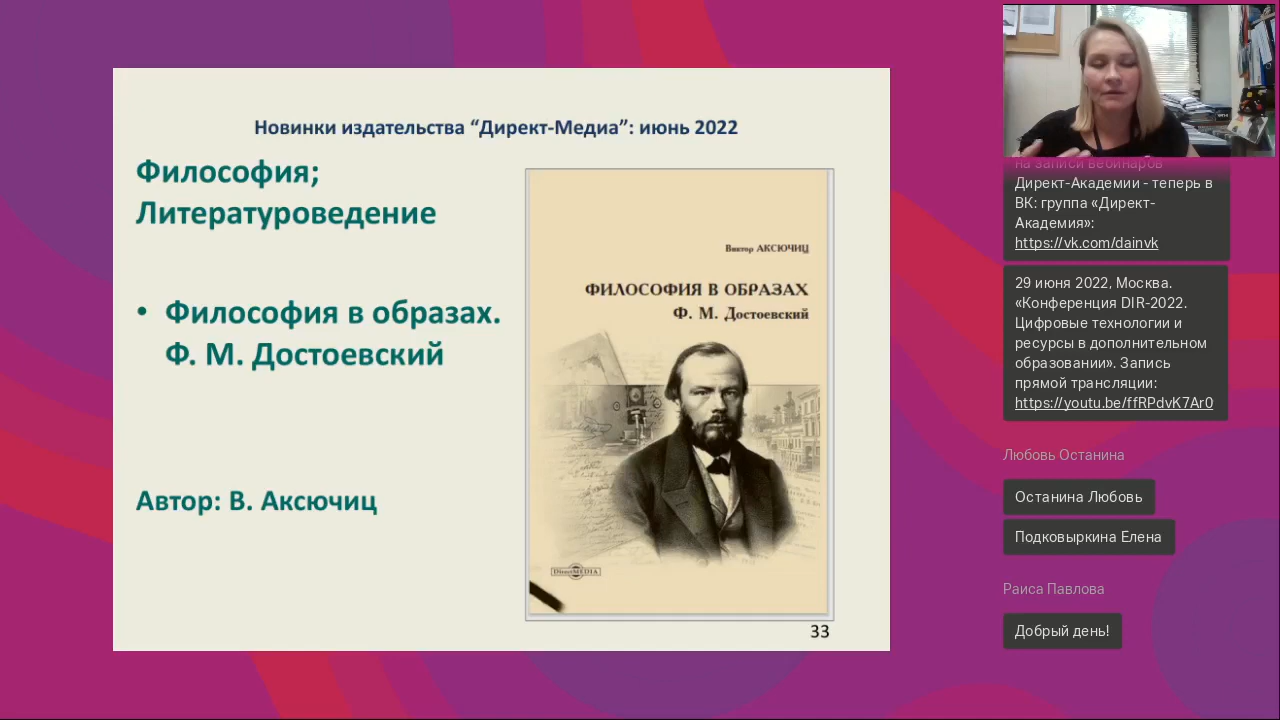 Новинки издательства “Директ-Медиа”: июнь 2022
Философия;
Литературоведение
• Философия в образах.
Ф. М. Достоевский
Автор: В. Аксючиц
Виктор АКСЮЧИЦ
ФИЛОСОФИЯ В ОБРАЗАХ
Ф. М. Достоевский
DirectMEDIA
33
на записи вебинаров
Директ-Академии - теперь в
ВК: группа «Директ-
Академия»:
https://vk.com/dainvk
29 июня 2022, Москва.
«Конференция DIR-2022.
Цифровые технологии и
ресурсы в дополнительном
образовании». Запись
прямой трансляции:
https://youtu.be/ffRPdvK7Ar0
Любовь Останина
Останина Любовь
Подковыркина Елена
Раиса Павлова
Добрый день!